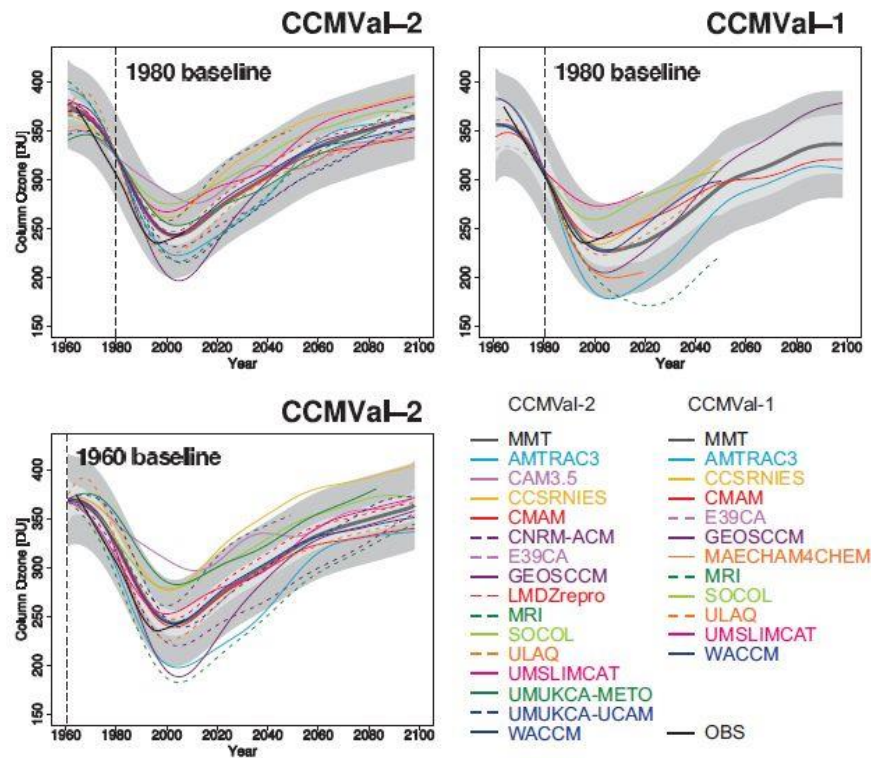 CCMVal–2
CCMVal–1
1980 baseline
1980 baseline
Column Ozone [DU]
400
350
300
250
200
150
1960 1980 2000 2020 2040 2060 2080 2100
Year
Column Ozone [DU]
400
350
300
250
200
150
1960 1980 2000 2020 2040 2060 2080 2100
Year
CCMVal–2
1960 baseline
Column Ozone [DU]
400
350
300
250
200
150
1960 1980 2000 2020 2040 2060 2080 2100
Year
CCMVal-2
MMT
AMTRAC3
CAM3.5
CCSRNIES
CMAM
CNRM-ACM
E39CA
GEOSCCM
LMDZrepro
MRI
SOCOL
ULAQ
UMSLIMCAT
UMUKCA-METO
UMUKCA-UCAM
WACCM
CCMVal-1
MMT
AMTRAC3
CCSRNIES
CMAM
E39CA
GEOSCCM
MAECHAM4CHEM
MRI
SOCOL
ULAQ
UMSLIMCAT
WACCM
OBS